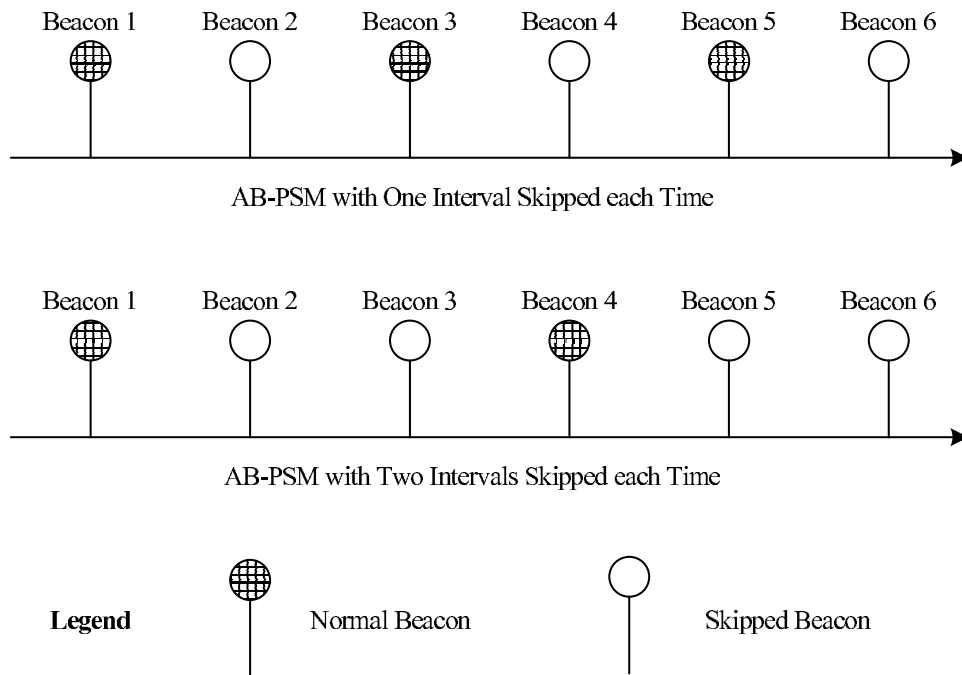 Beacon 1 Beacon 2 Beacon 3 Beacon 4 Beacon 5 Beacon 6
AB-PSM with One Interval Skipped each Time
Beacon 1 Beacon 2 Beacon 3 Beacon 4 Beacon 5 Beacon 6
AB-PSM with Two Intervals Skipped each Time
Legend Normal Beacon Skipped Beacon